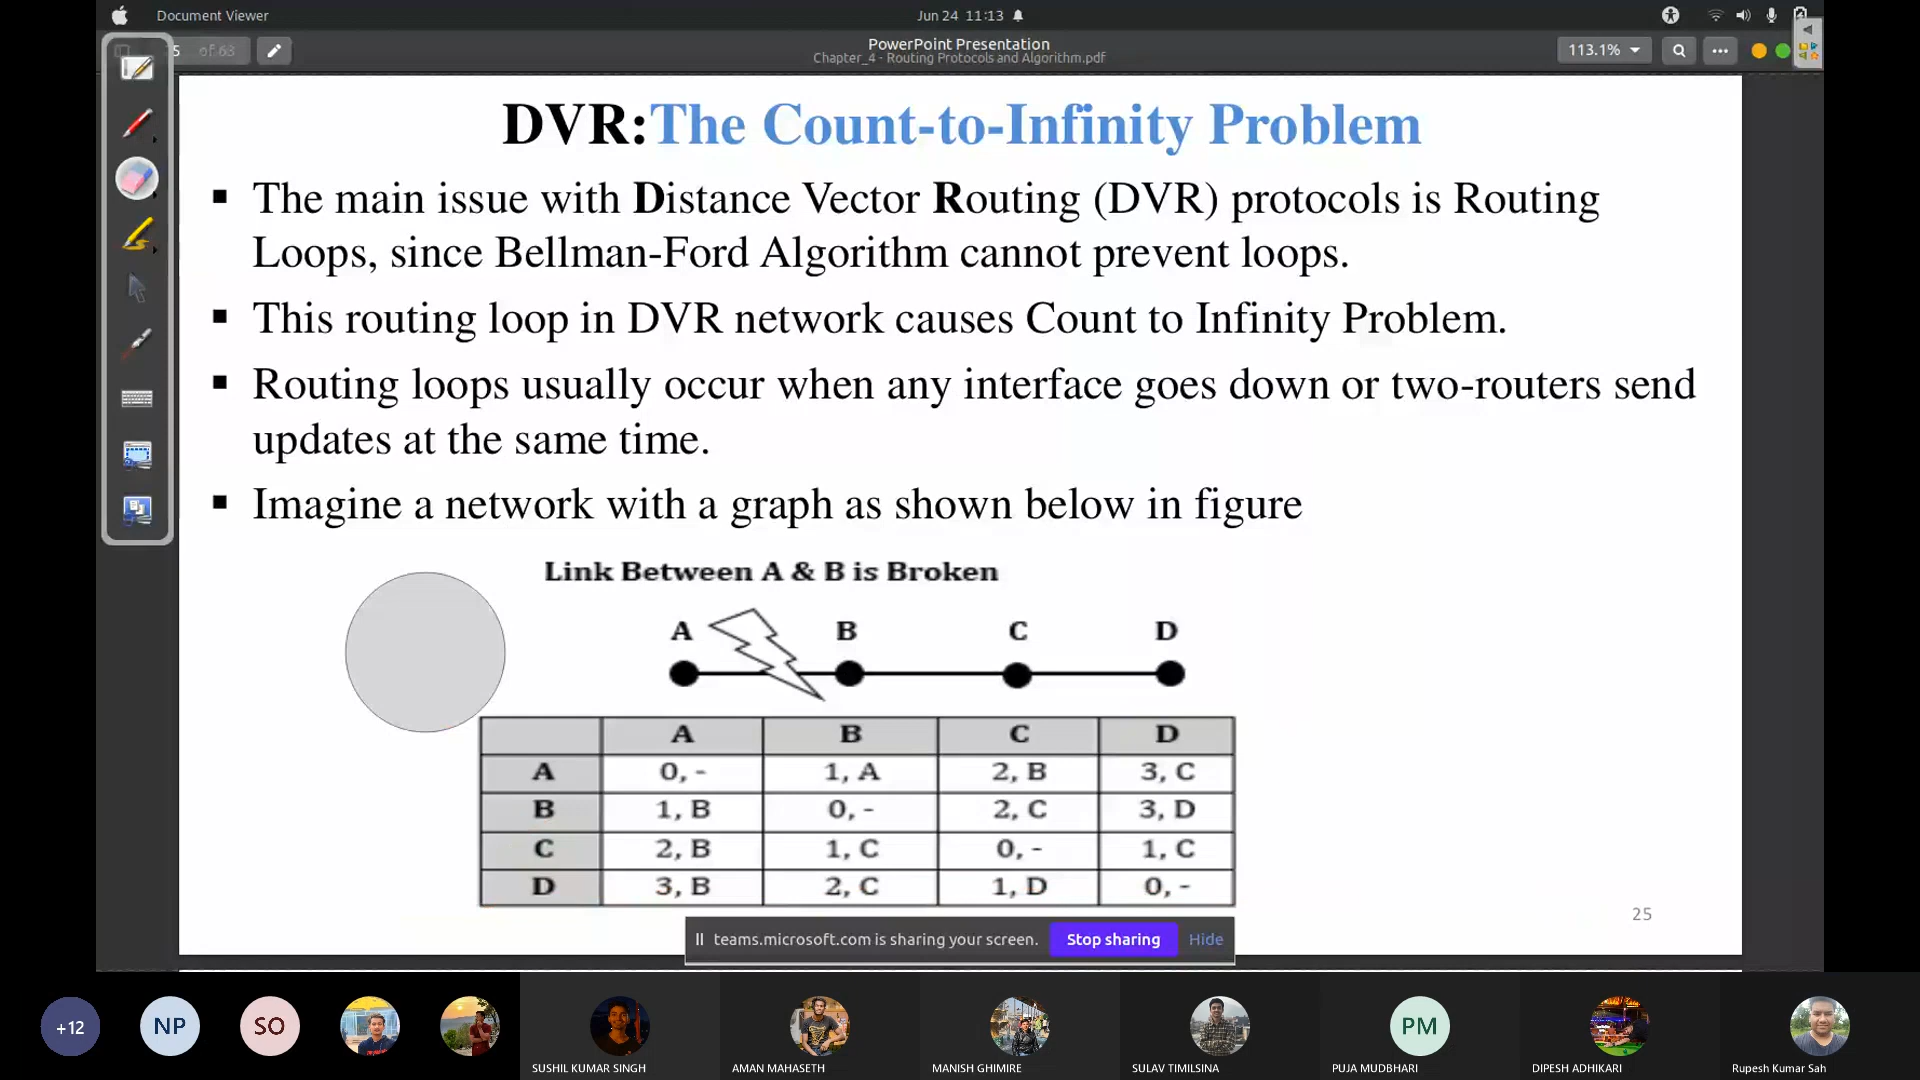 Document Viewer
Jun 24 11:13
5 of 63
PowerPoint Presentation
Chapter_4 - Routing Protocols and Algorithm.pdf
113.1%
DVR:The Count-to-Infinity Problem
▪ The main issue with Distance Vector Routing (DVR) protocols is Routing
Loops, since Bellman-Ford Algorithm cannot prevent loops.
▪ This routing loop in DVR network causes Count to Infinity Problem.
▪ Routing loops usually occur when any interface goes down or two-routers send
updates at the same time.
▪ Imagine a network with a graph as shown below in figure
Link Between A & B is Broken
A B C D
A B C D
A 0, - 1, A 2, B 3, C
B 1, B 0, - 2, C 3, D
C 2, B 1, C 0, - 1, C
D 3, B 2, C 1, D 0, -
25
teams.microsoft.com is sharing your screen. Stop sharing Hide
+12 NP SO PM
SUSHIL KUMAR SINGH AMAN MAHASETH MANISH GHIMIRE SULAV TIMILSINA PUJA MUDBHARI DIPESH ADHIKARI Rupesh Kumar Sah